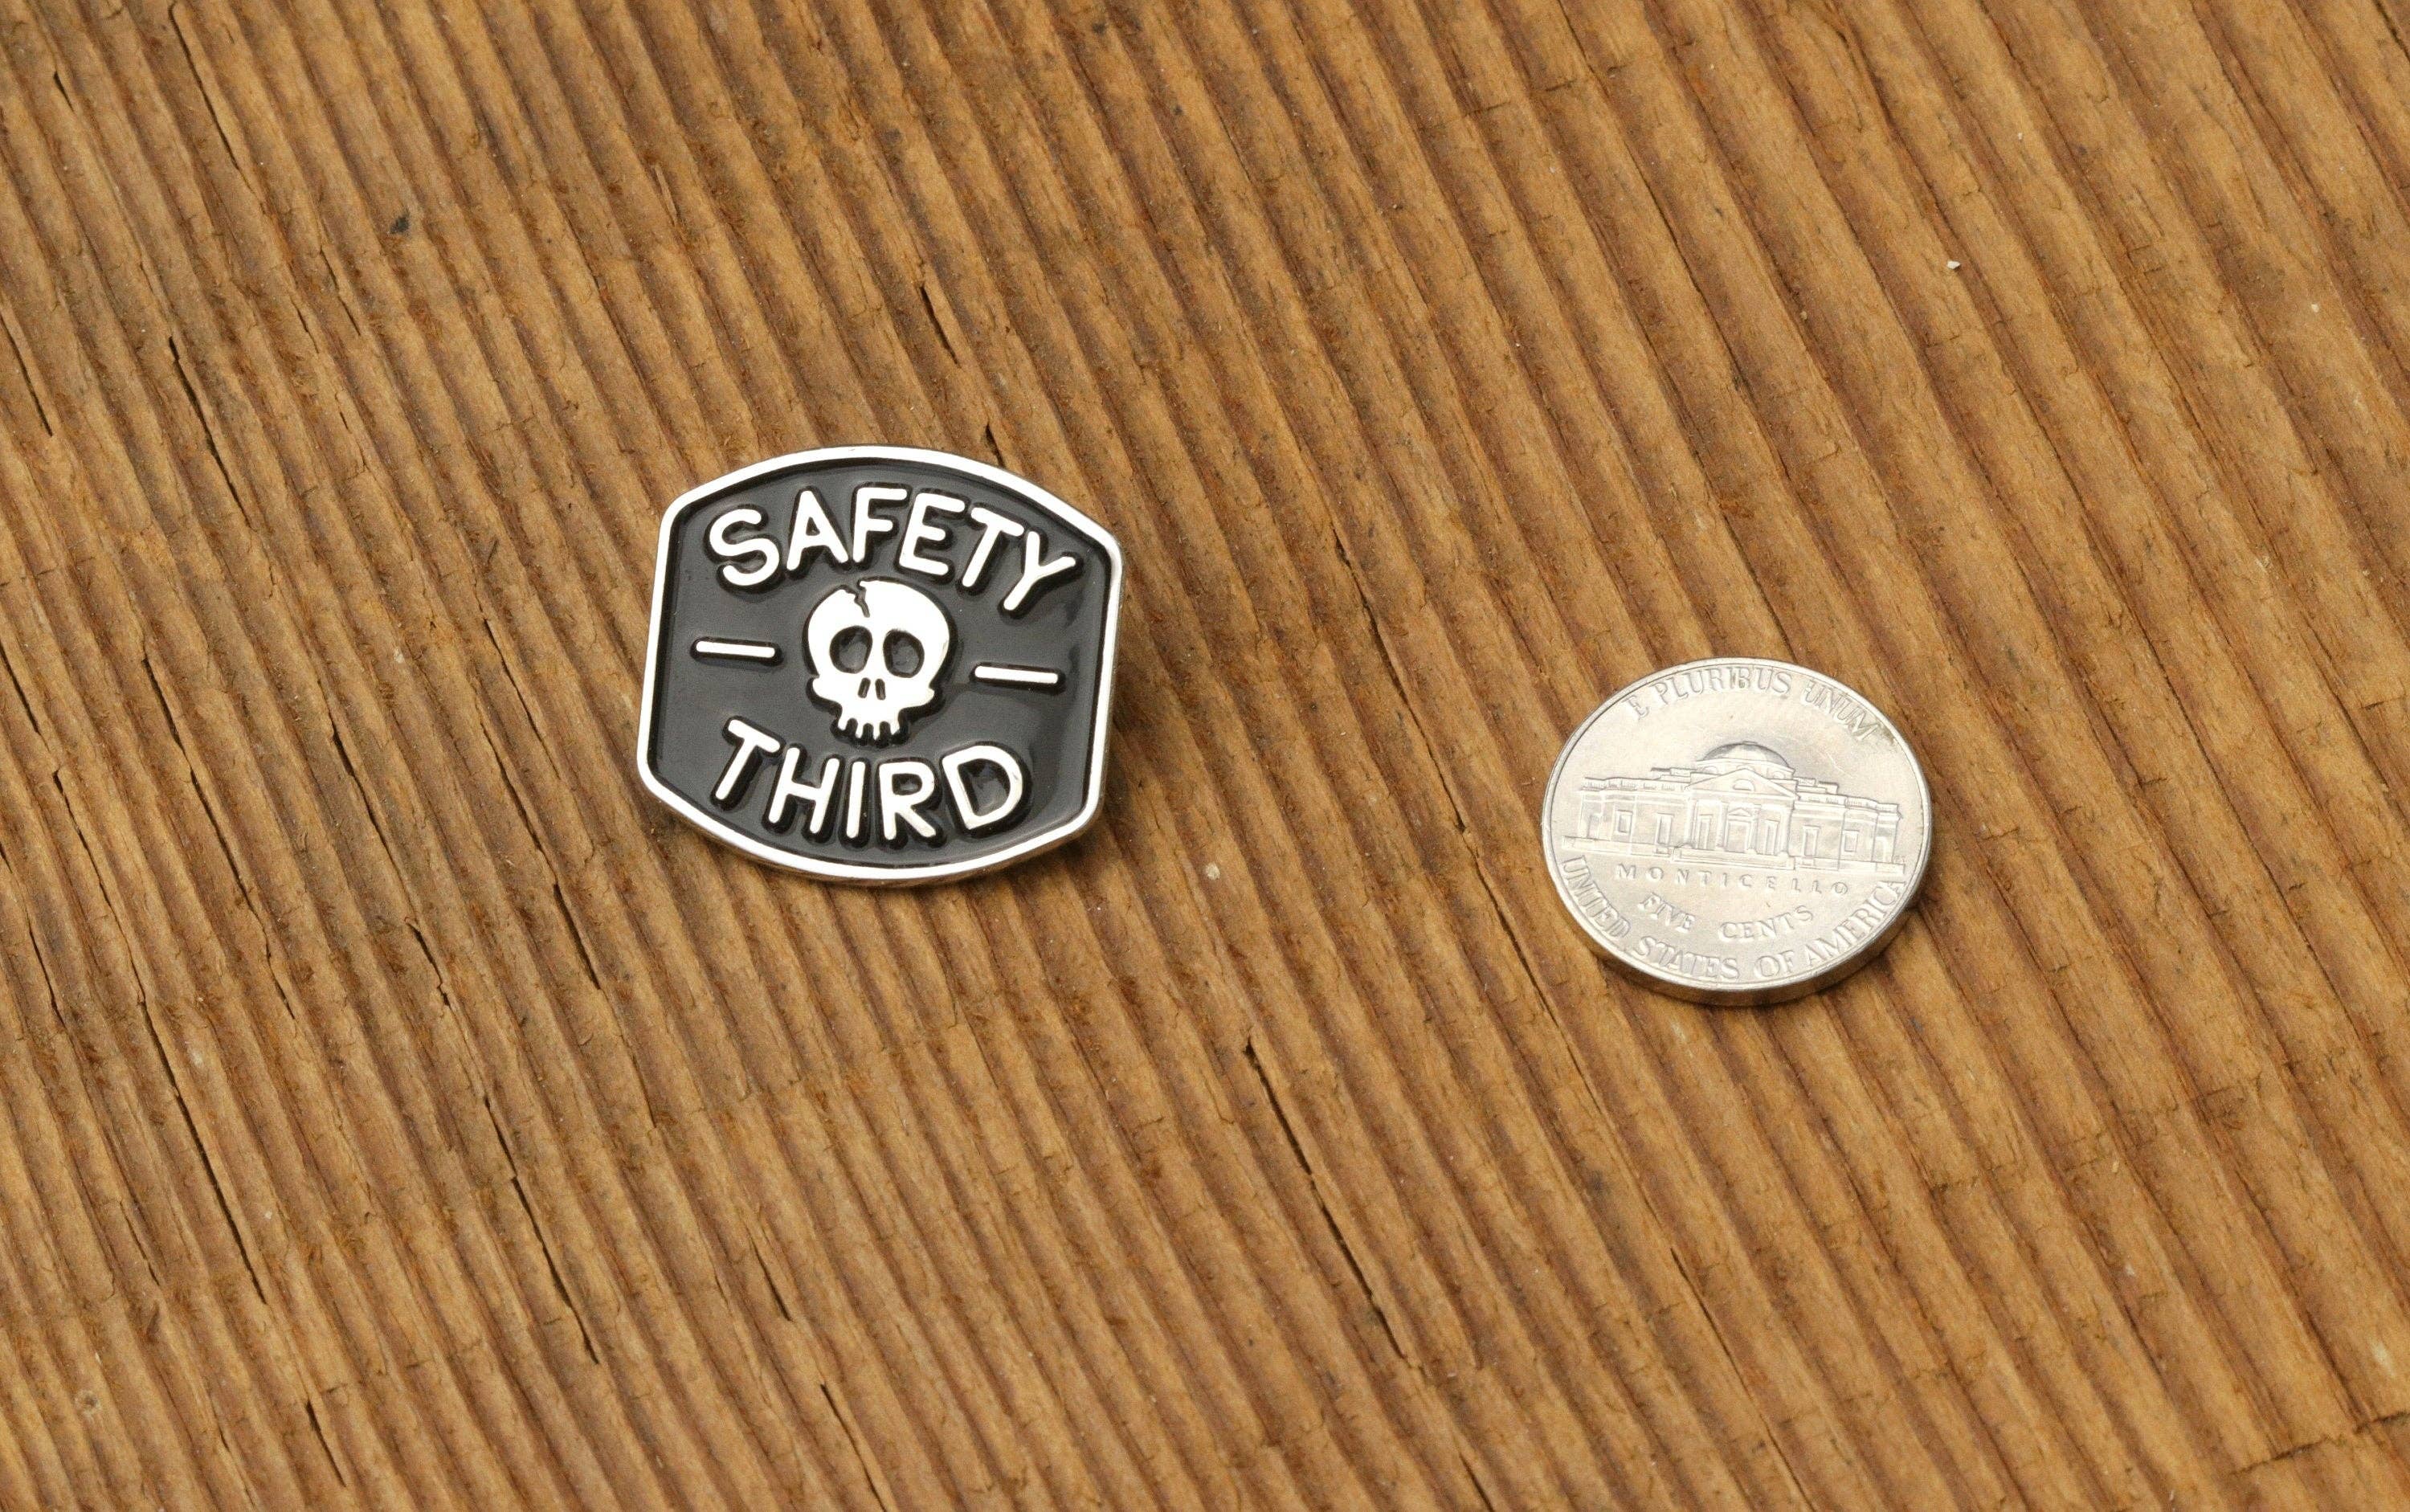 SAFETY
THIRD
E PLURIBUS UNUM
MONTICELLO
FIVE CENTS
UNITED STATES OF AMERICA